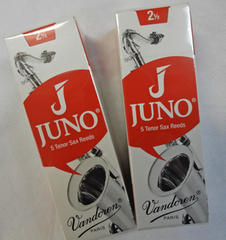 2½
JUNO®
5 Tenor Sax Reeds
Vandoren
PARIS
2½
JUNO®
5 Tenor Sax Reeds
Vandoren
PARIS